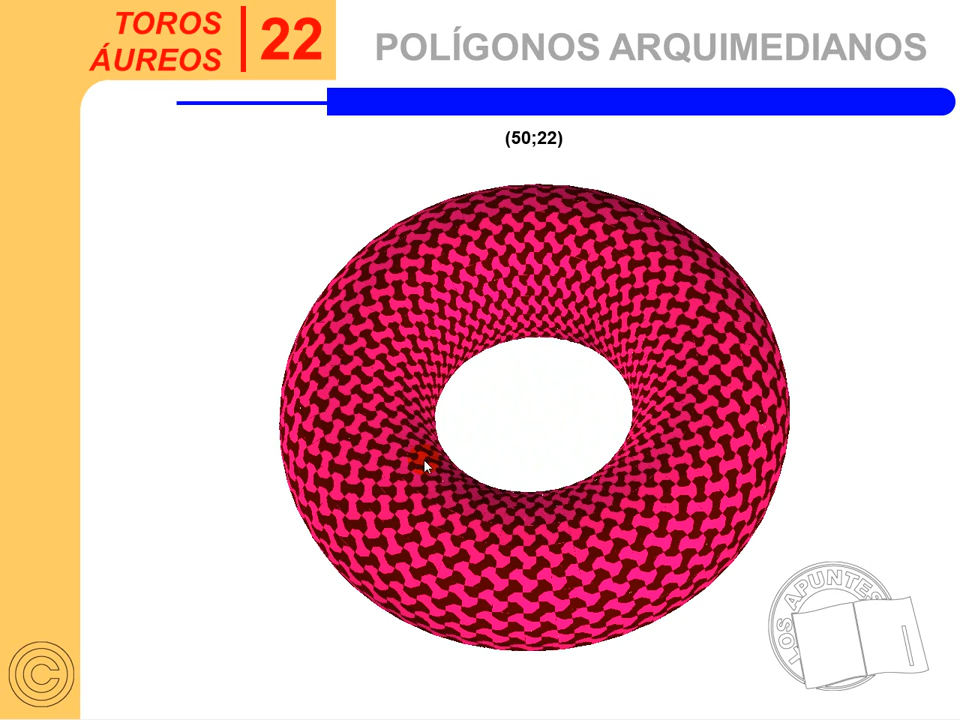 TOROS
ÁUREOS
22
POLÍGONOS ARQUIMEDIANOS
(50;22)
LOS APUNTES
©